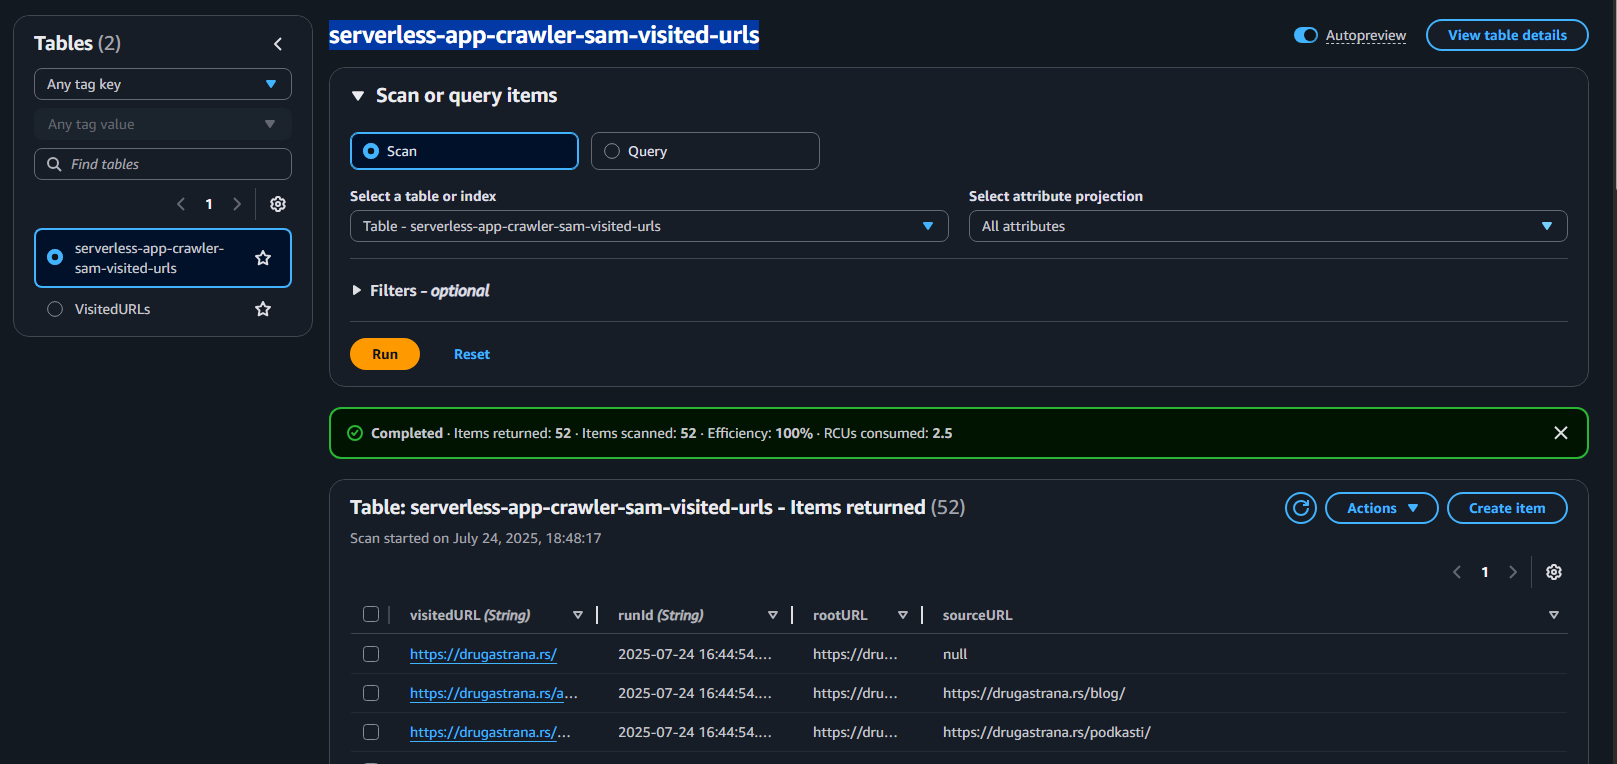 Tables (2)
Any tag key
Any tag value
Find tables
1
serverless-app-crawler-
sam-visited-urls
VisitedURLs
serverless-app-crawler-sam-visited-urls
Autopreview
View table details
Scan or query items
Scan
Query
Select a table or index
Select attribute projection
Table - serverless-app-crawler-sam-visited-urls
All attributes
Filters - optional
Run
Reset
Completed · Items returned: 52 · Items scanned: 52 · Efficiency: 100% · RCUs consumed: 2.5
Table: serverless-app-crawler-sam-visited-urls - Items returned (52)
Actions
Create item
Scan started on July 24, 2025, 18:48:17
1
visitedURL (String) runId (String) rootURL sourceURL
https://drugastrana.rs/ 2025-07-24 16:44:54.... https://dru... null
https://drugastrana.rs/a... 2025-07-24 16:44:54.... https://dru... https://drugastrana.rs/blog/
https://drugastrana.rs/... 2025-07-24 16:44:54.... https://dru... https://drugastrana.rs/podkasti/